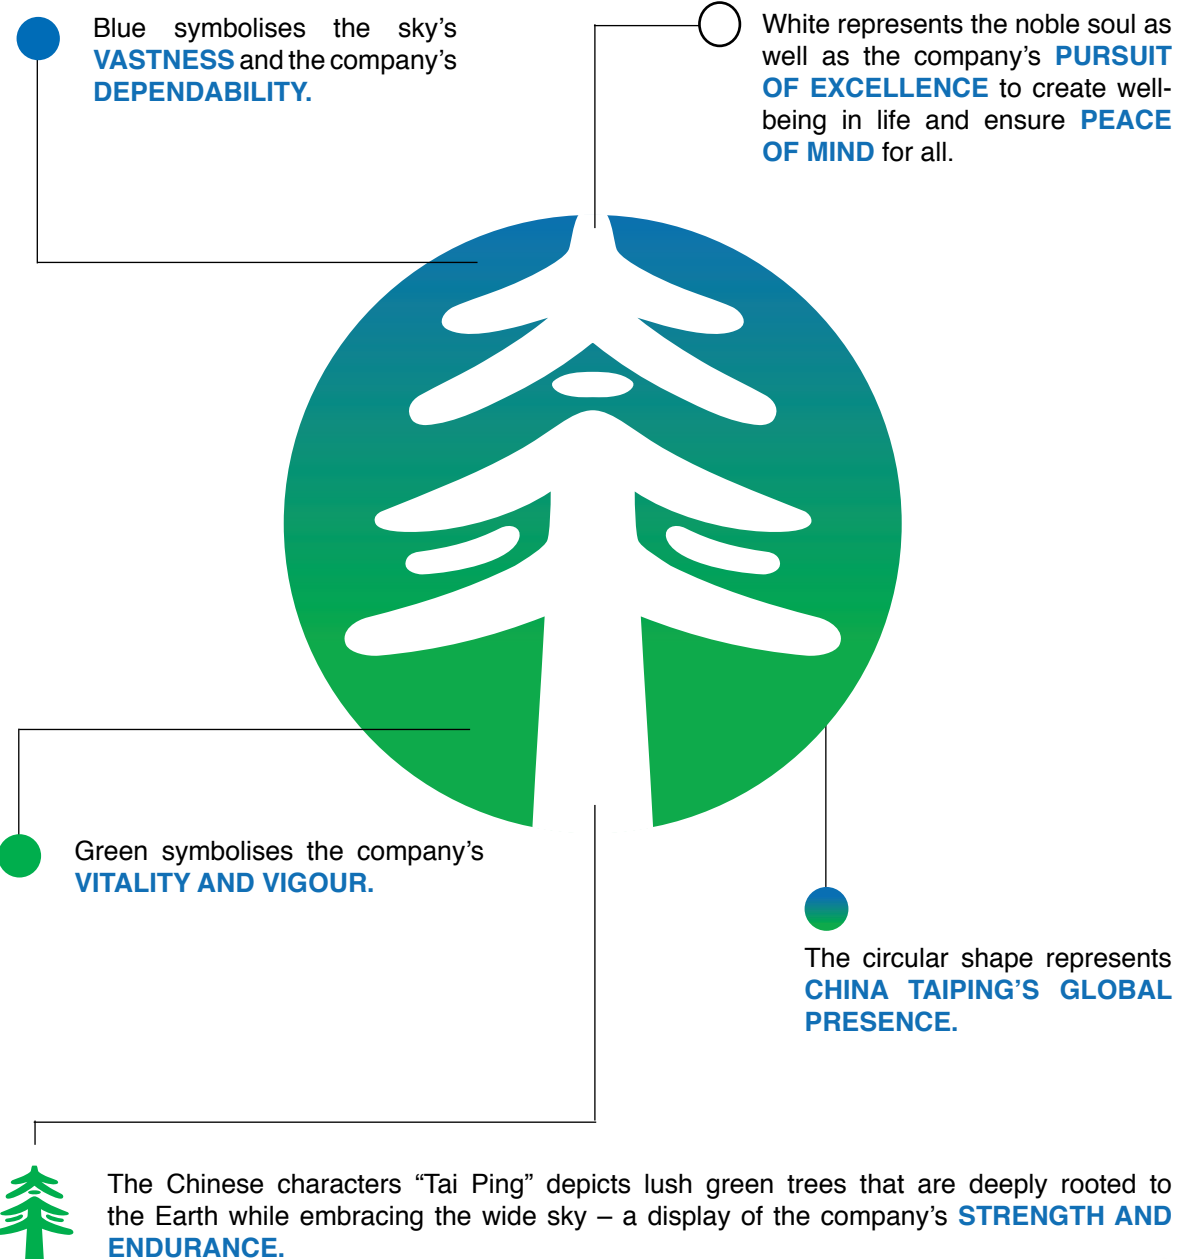 Blue symbolises the sky’s
VASTNESS and the company’s
DEPENDABILITY.
White represents the noble soul as
well as the company’s PURSUIT
OF EXCELLENCE to create well-
being in life and ensure PEACE
OF MIND for all.
Green symbolises the company’s
VITALITY AND VIGOUR.
The circular shape represents
CHINA TAIPING’S GLOBAL
PRESENCE.
The Chinese characters “Tai Ping” depicts lush green trees that are deeply rooted to
the Earth while embracing the wide sky – a display of the company’s STRENGTH AND
ENDURANCE.